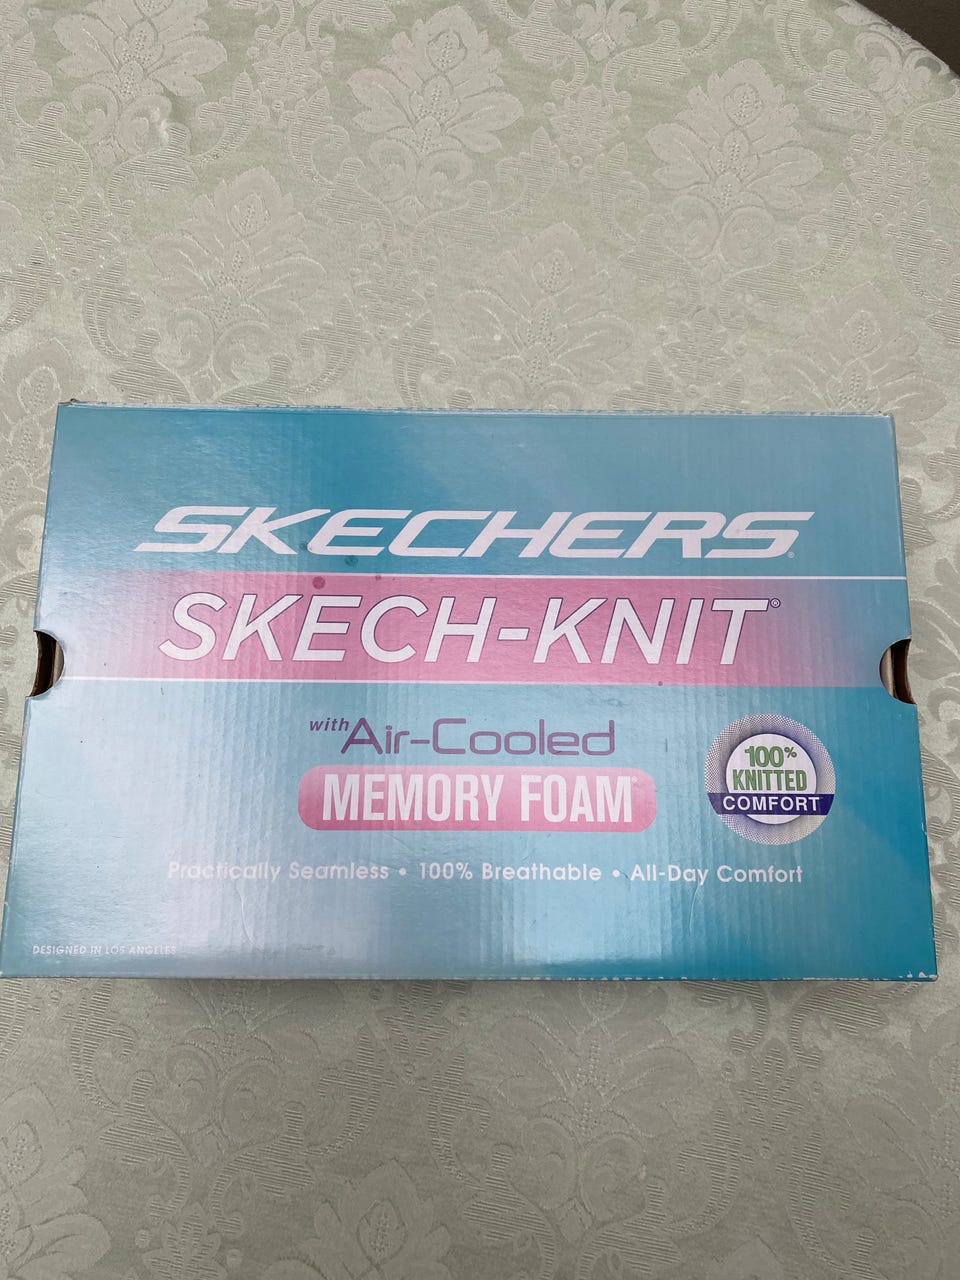 SKECHERS®
SKECH-KNIT®
with Air-Cooled
MEMORY FOAM®
100%
KNITTED
COMFORT
Practically Seamless • 100% Breathable • All-Day Comfort
DESIGNED IN LOS ANGELES